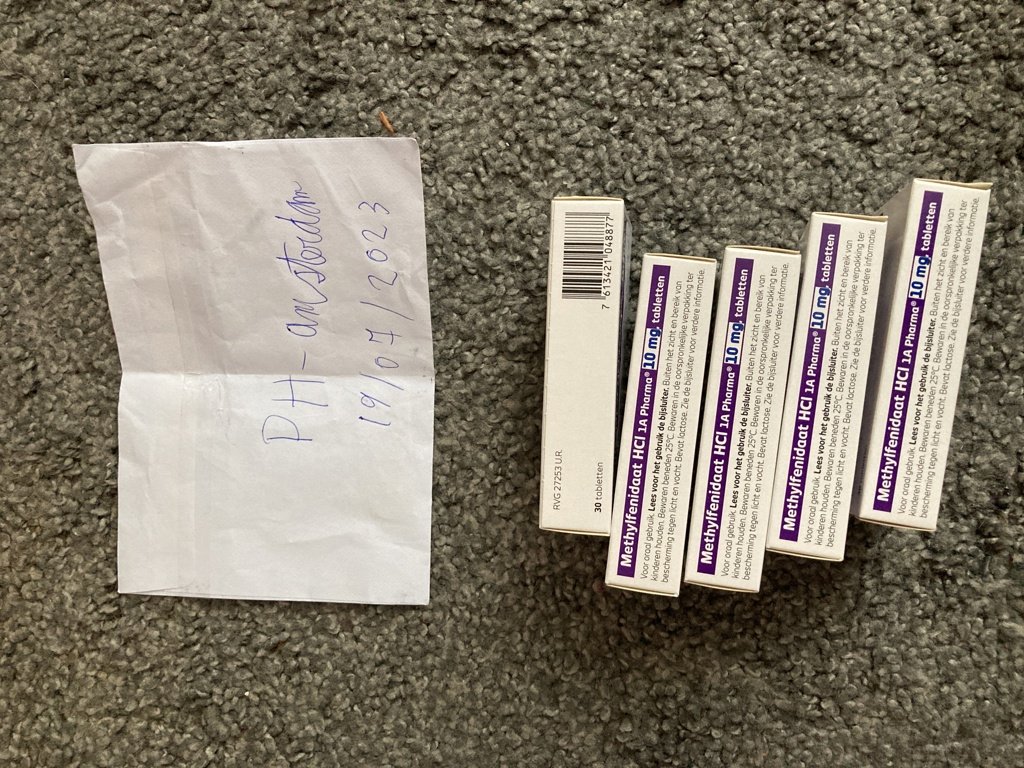 PH-amsterdam
19/07/2023
7 613421 048877
RVG 27253 U.R.
30 tabletten
Methylfenidaat HCl 1A Pharma® 10 mg, tabletten
Voor oraal gebruik. Lees voor het gebruik de bijsluiter. Buiten het zicht en bereik van
kinderen houden. Bewaren beneden 25°C. Bewaren in de oorspronkelijke verpakking ter
bescherming tegen licht en vocht. Bevat lactose. Zie de bijsluiter voor verdere informatie.
Methylfenidaat HCl 1A Pharma® 10 mg, tabletten
Voor oraal gebruik. Lees voor het gebruik de bijsluiter. Buiten het zicht en bereik van
kinderen houden. Bewaren beneden 25°C. Bewaren in de oorspronkelijke verpakking ter
bescherming tegen licht en vocht. Bevat lactose. Zie de bijsluiter voor verdere informatie.
Methylfenidaat HCl 1A Pharma® 10 mg, tabletten
Voor oraal gebruik. Lees voor het gebruik de bijsluiter. Buiten het zicht en bereik van
kinderen houden. Bewaren beneden 25°C. Bewaren in de oorspronkelijke verpakking ter
bescherming tegen licht en vocht. Bevat lactose. Zie de bijsluiter voor verdere informatie.
Methylfenidaat HCl 1A Pharma® 10 mg, tabletten
Voor oraal gebruik. Lees voor het gebruik de bijsluiter. Buiten het zicht en bereik van
kinderen houden. Bewaren beneden 25°C. Bewaren in de oorspronkelijke verpakking ter
bescherming tegen licht en vocht. Bevat lactose. Zie de bijsluiter voor verdere informatie.